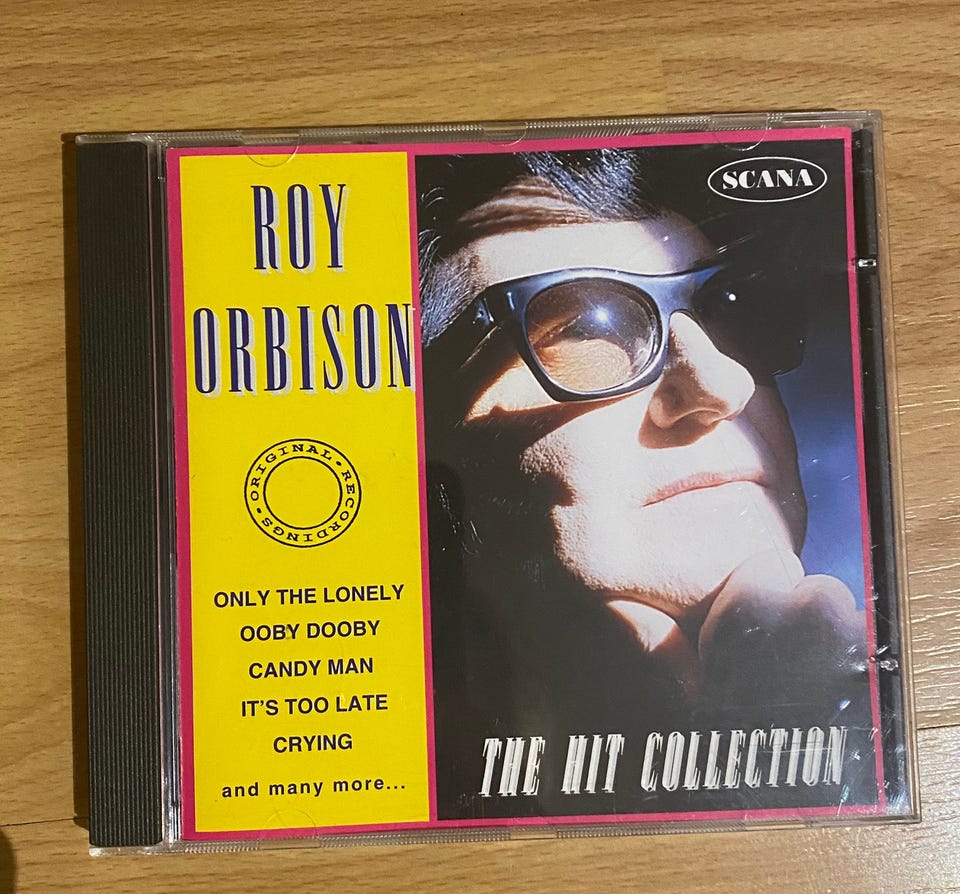 ROY
ORBISON
·ORIGINAL·RECORDINGS
ONLY THE LONELY
OOBY DOOBY
CANDY MAN
IT'S TOO LATE
CRYING
and many more...
SCANA
THE HIT COLLECTION